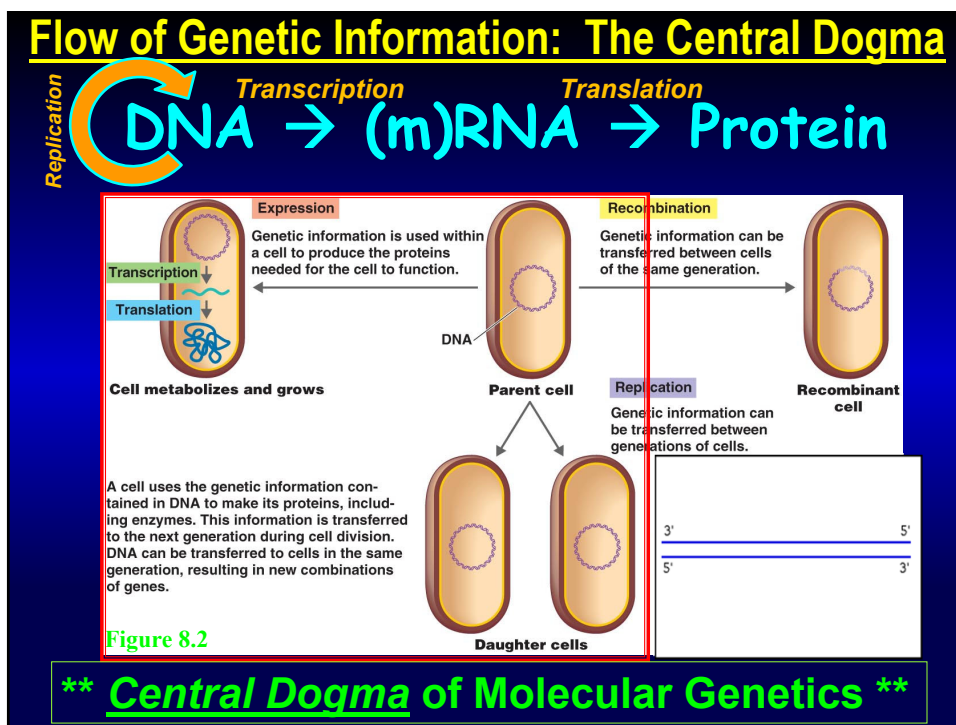 Flow of Genetic Information: The Central Dogma
Replication
Transcription
Translation
DNA → (m)RNA → Protein
Expression
Genetic information is used within
a cell to produce the proteins
needed for the cell to function.
Recombination
Genetic information can be
transferred between cells
of the same generation.
Transcription
Translation
DNA
Cell metabolizes and grows
Parent cell
Recombinant
cell
Replication
Genetic information can
be transferred between
generations of cells.
A cell uses the genetic information con-
tained in DNA to make its proteins, includ-
ing enzymes. This information is transferred
to the next generation during cell division.
DNA can be transferred to cells in the same
generation, resulting in new combinations
of genes.
Figure 8.2
Daughter cells
3' 5'
5' 3'
** Central Dogma of Molecular Genetics **